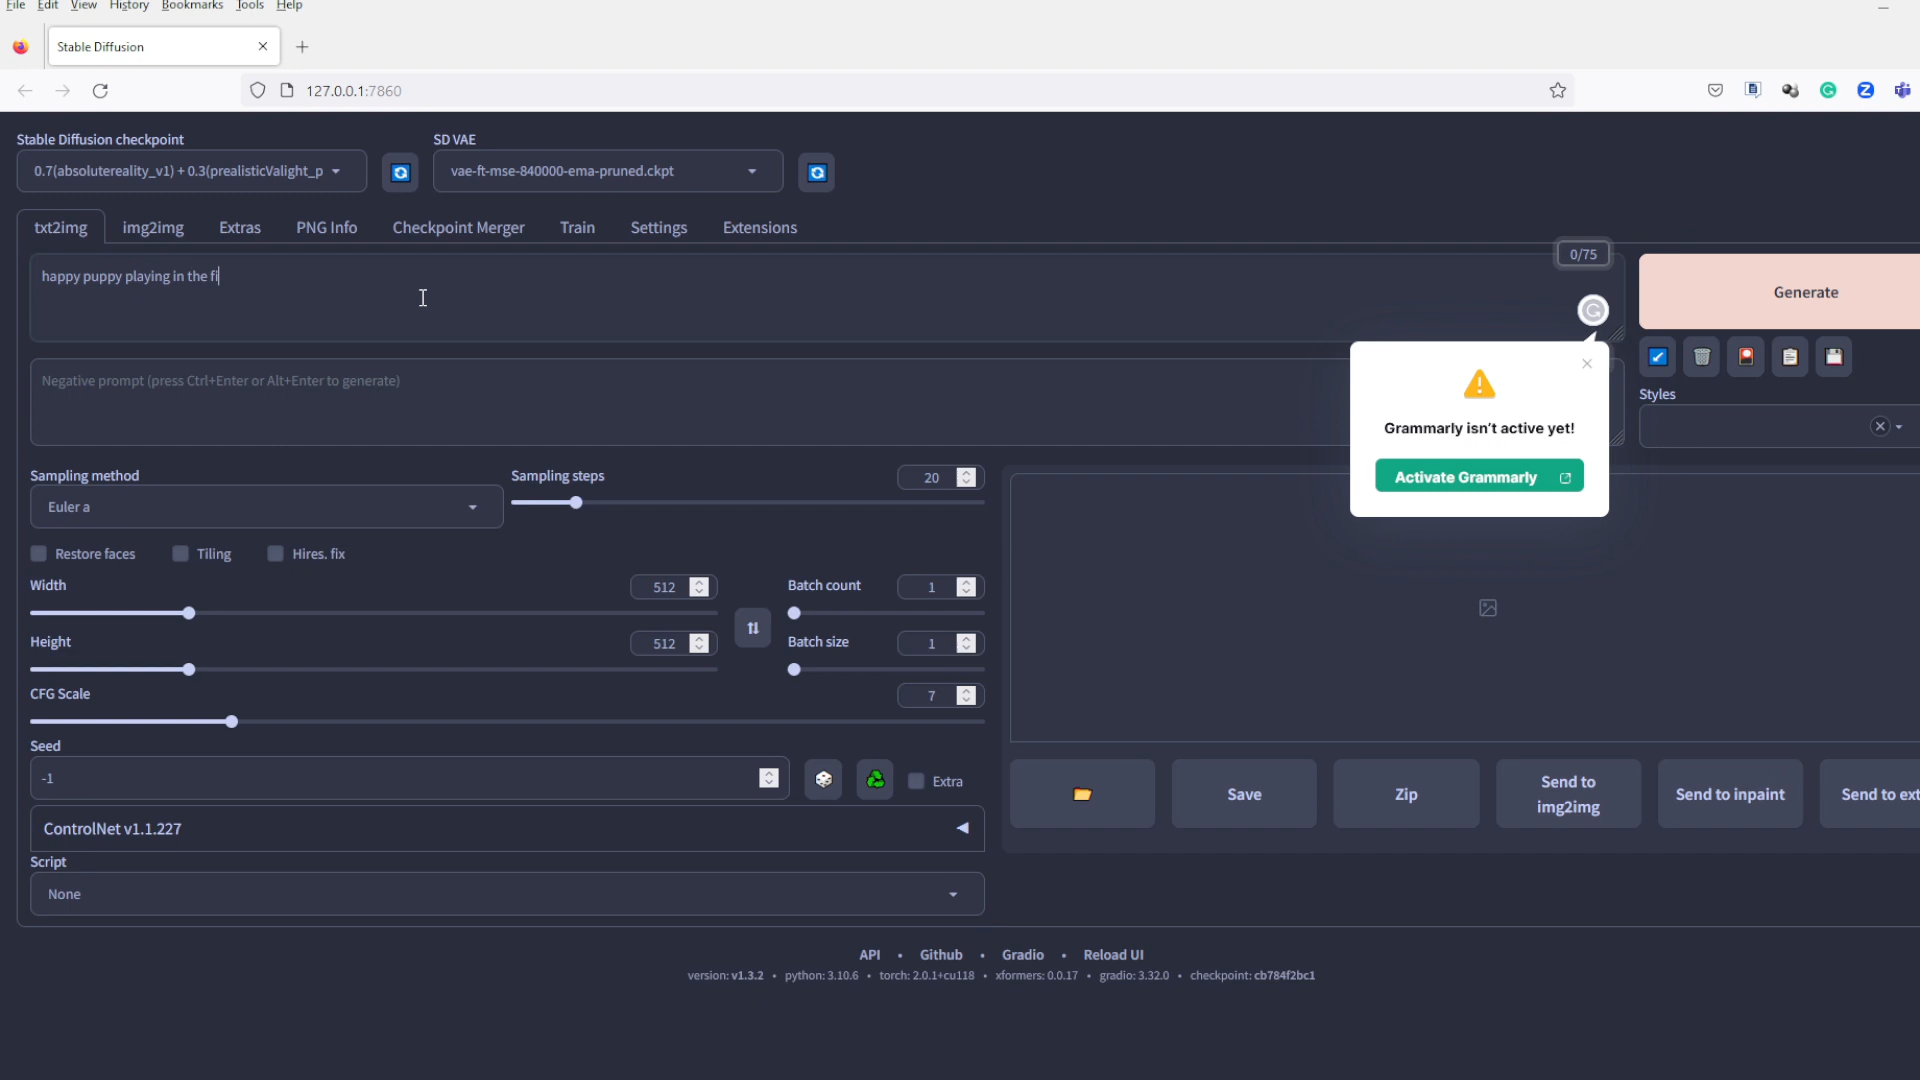 File Edit View History Bookmarks Tools Help
Stable Diffusion
127.0.0.1:7860
Stable Diffusion checkpoint SD VAE
0.7(absolutereality_v1) + 0.3(prealisticValight_p vae-ft-mse-840000-ema-pruned.ckpt
txt2img img2img Extras PNG Info Checkpoint Merger Train Settings Extensions
0/75
happy puppy playing in the fi
Generate
Negative prompt (press Ctrl+Enter or Alt+Enter to generate)
Styles
Grammarly isn't active yet!
Activate Grammarly
Sampling method Sampling steps 20
Euler a
Restore faces Tiling Hires. fix
Width 512 Batch count 1
Height 512 Batch size 1
CFG Scale 7
Seed
-1 Extra
Save Zip Send to img2img Send to inpaint Send to ext
ControlNet v1.1.227
Script
None
API • Github • Gradio • Reload UI
version: v1.3.2 • python: 3.10.6 • torch: 2.0.1+cu118 • xformers: 0.0.17 • gradio: 3.32.0 • checkpoint: cb784f2bc1